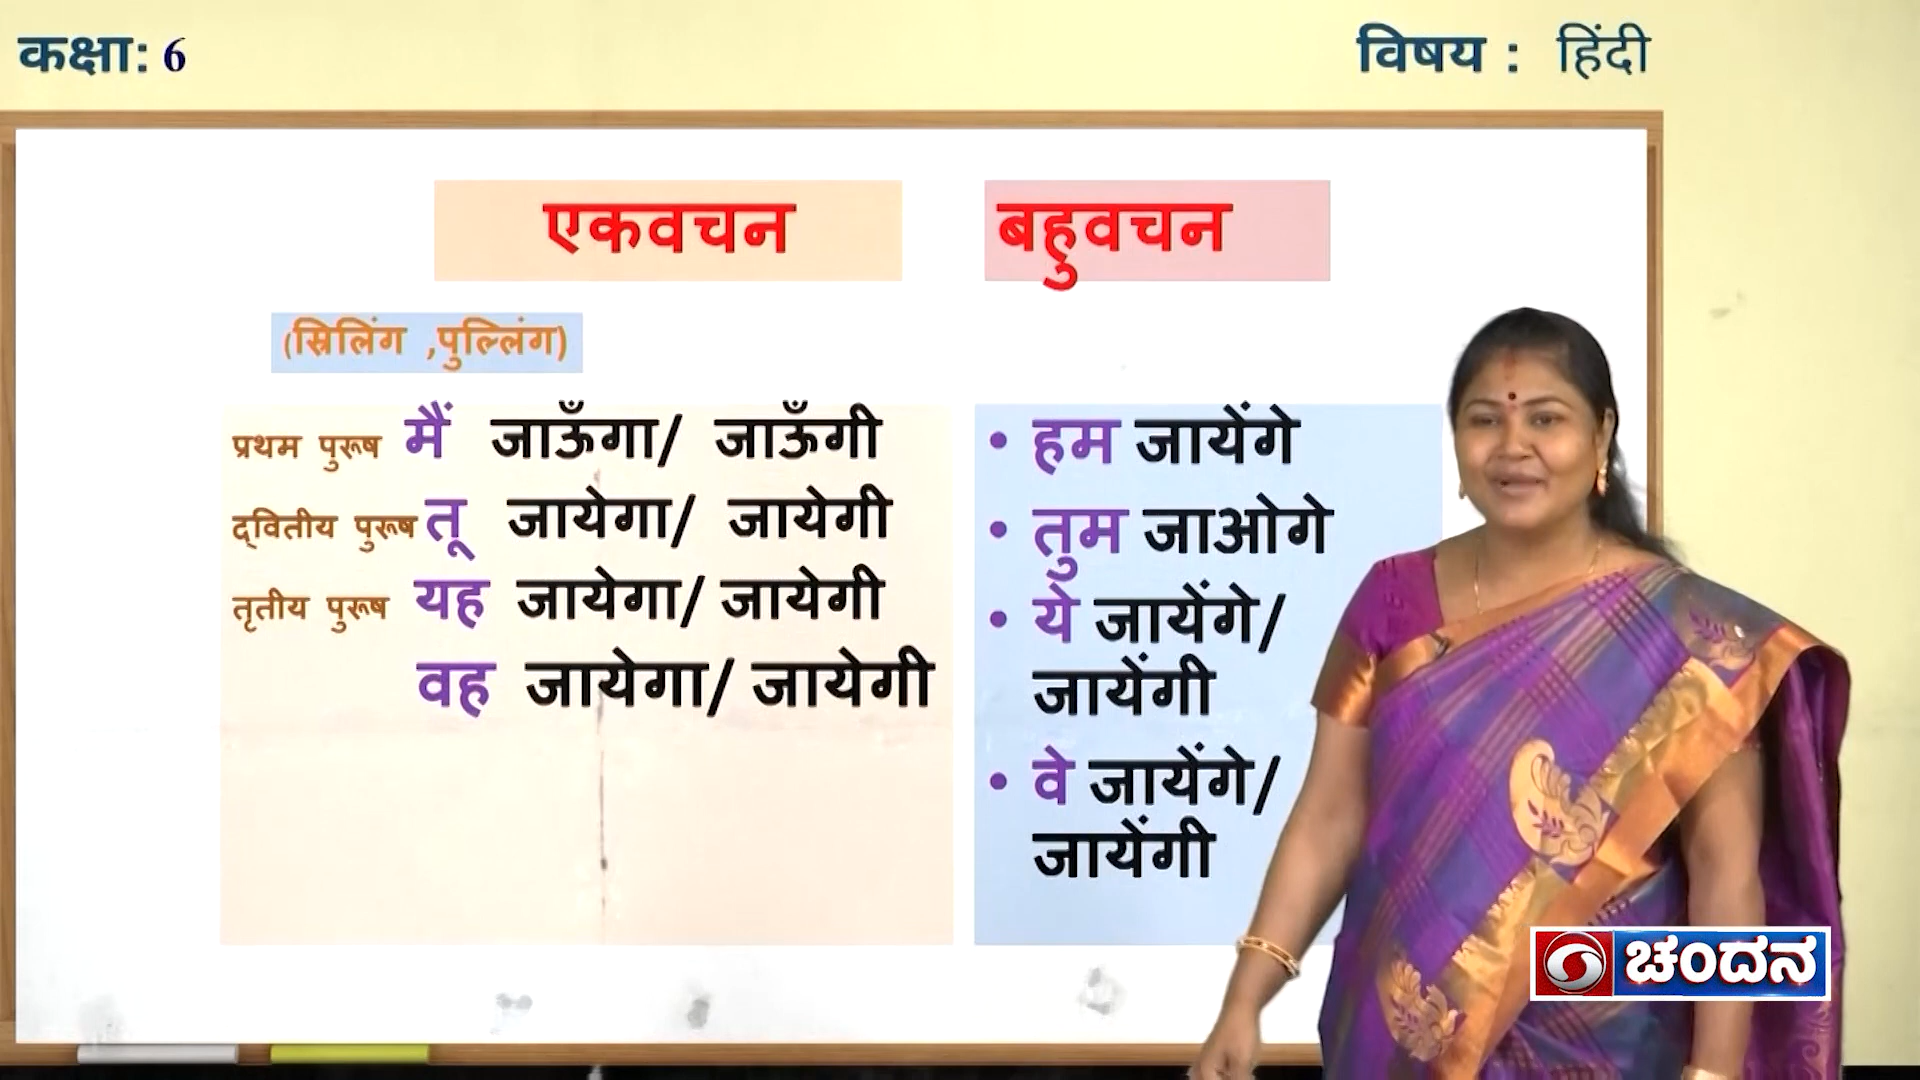 कक्षा: 6
विषय : हिंदी
एकवचन
बहुवचन
(स्रिलिंग ,पुल्लिंग)
प्रथम पुरूष मैं जाऊँगा/ जाऊँगी
द्वितीय पुरूष तू जायेगा/ जायेगी
तृतीय पुरूष यह जायेगा/ जायेगी
वह जायेगा/ जायेगी
• हम जायेंगे
• तुम जाओगे
• ये जायेंगे/
जायेंगी
• वे जायेंगे/
जायेंगी
ಚಂದನ